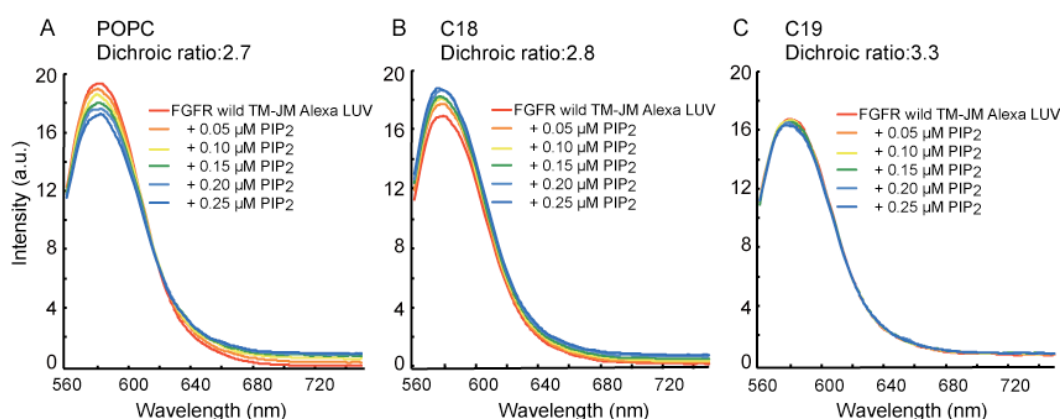 A POPC
Dichroic ratio:2.7
20
16
12
8
4
0
560 600 640 680 720
Intensity (a.u.)
Wavelength (nm)
FGFR wild TM-JM Alexa LUV
+ 0.05 µM PIP2
+ 0.10 µM PIP2
+ 0.15 µM PIP2
+ 0.20 µM PIP2
+ 0.25 µM PIP2
B C18
Dichroic ratio:2.8
20
16
12
8
4
0
560 600 640 680 720
Wavelength (nm)
FGFR wild TM-JM Alexa LUV
+ 0.05 µM PIP2
+ 0.10 µM PIP2
+ 0.15 µM PIP2
+ 0.20 µM PIP2
+ 0.25 µM PIP2
C C19
Dichroic ratio:3.3
20
16
12
8
4
0
560 600 640 680 720
Wavelength (nm)
FGFR wild TM-JM Alexa LUV
+ 0.05 µM PIP2
+ 0.10 µM PIP2
+ 0.15 µM PIP2
+ 0.20 µM PIP2
+ 0.25 µM PIP2